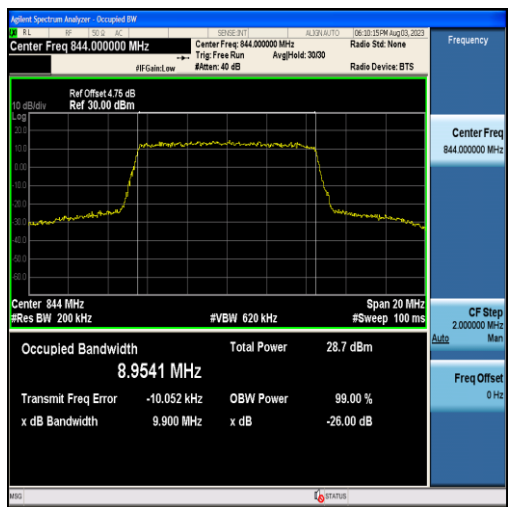 Agilent Spectrum Analyzer - Occupied BW
RL RF 50 Ω AC SENSE:INT ALIGN AUTO 06:10:15 PM Aug 03, 2023
Center Freq 844.000000 MHz
Center Freq: 844.000000 MHz
Radio Std: None
Trig: Free Run Avg|Hold: 30/30
#IFGain:Low #Atten: 40 dB Radio Device: BTS
Frequency
Ref Offset 4.75 dB
10 dB/div Ref 30.00 dBm
Log
20.0
10.0
0.00
-10.0
-20.0
-30.0
-40.0
-50.0
-60.0
Center 844 MHz Span 20 MHz
#Res BW 200 kHz #VBW 620 kHz #Sweep 100 ms
Center Freq
844.000000 MHz
CF Step
2.000000 MHz
Auto Man
Freq Offset
0 Hz
Occupied Bandwidth Total Power 28.7 dBm
8.9541 MHz
Transmit Freq Error -10.052 kHz OBW Power 99.00 %
x dB Bandwidth 9.900 MHz x dB -26.00 dB
MSG STATUS